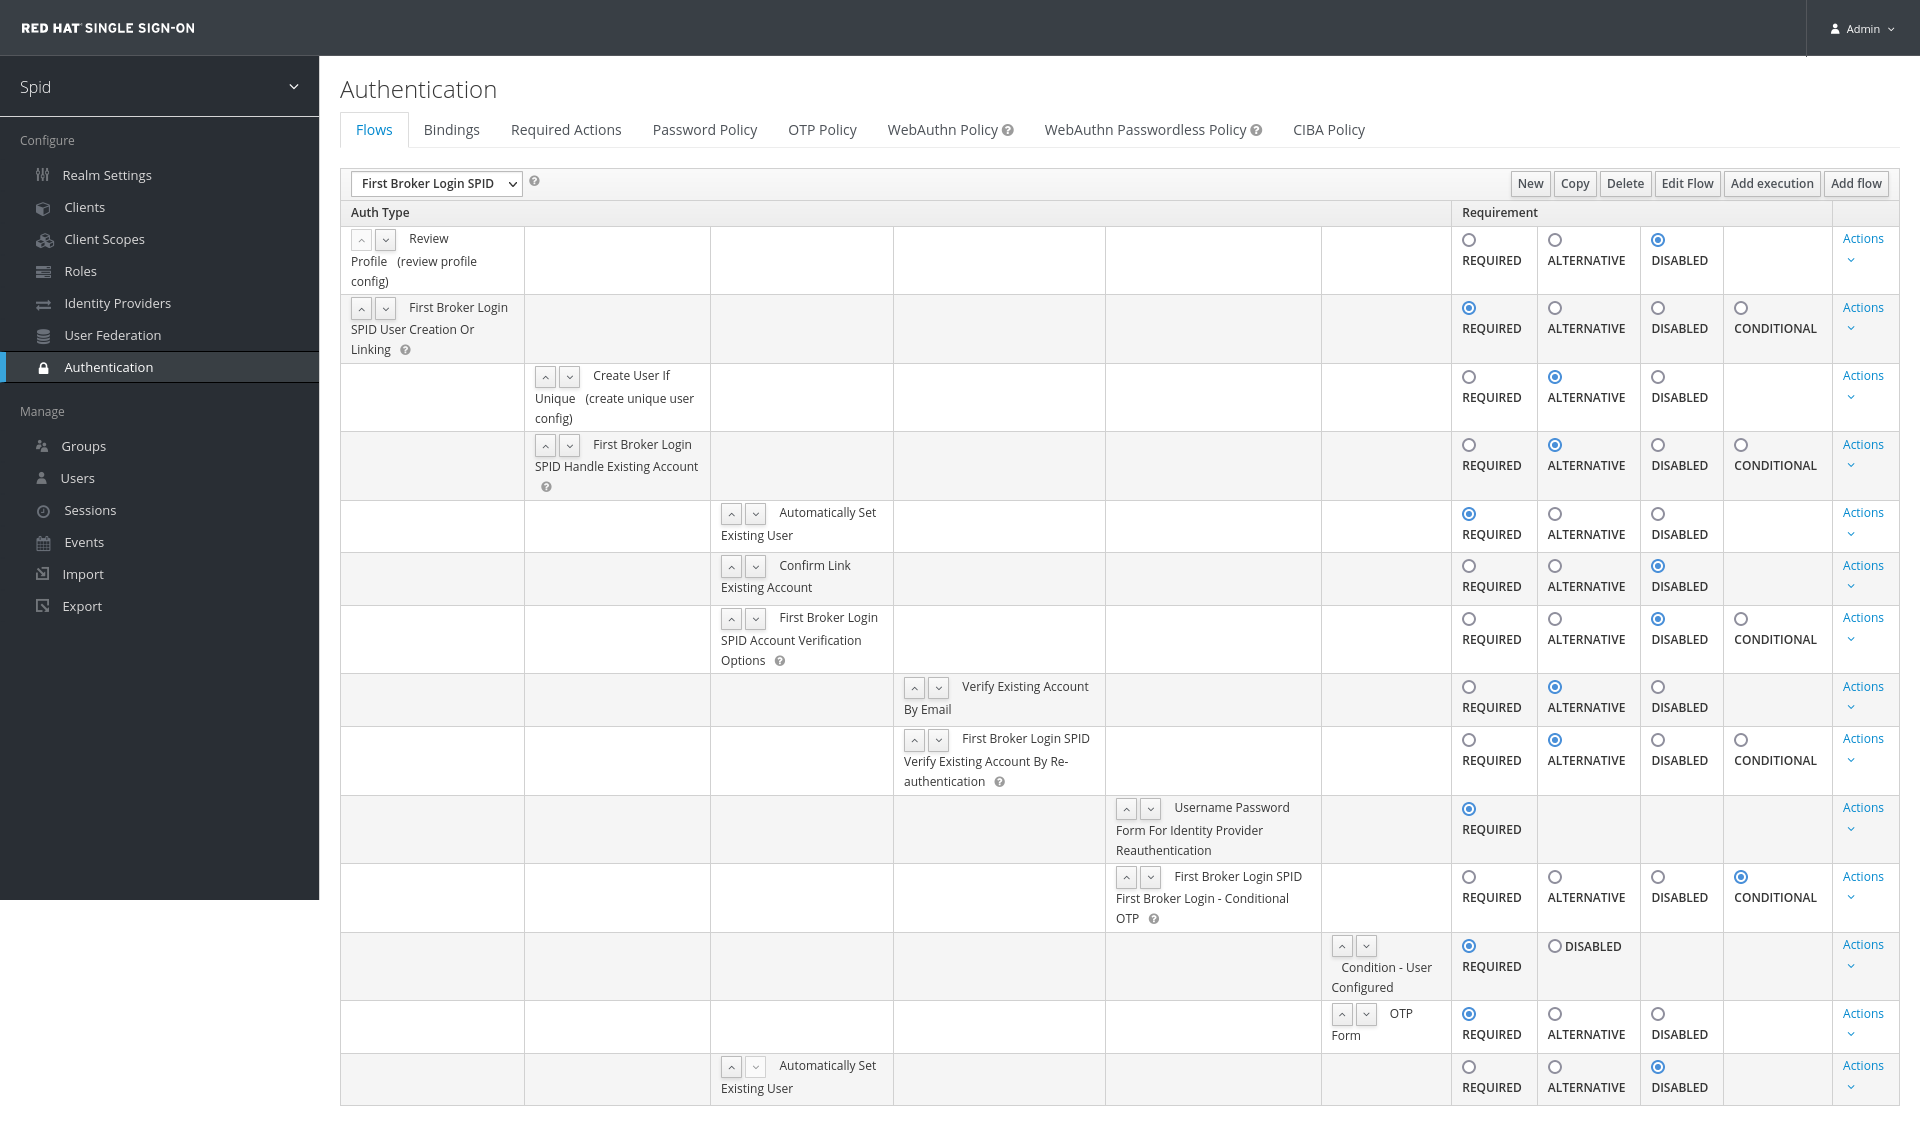 RED HAT SINGLE SIGN-ON
Admin
Spid
Configure
Realm Settings
Clients
Client Scopes
Roles
Identity Providers
User Federation
Authentication
Manage
Groups
Users
Sessions
Events
Import
Export
Authentication
Flows Bindings Required Actions Password Policy OTP Policy WebAuthn Policy WebAuthn Passwordless Policy CIBA Policy
First Broker Login SPID
New Copy Delete Edit Flow Add execution Add flow
Auth Type Requirement
Review
Profile (review profile
config)
REQUIRED ALTERNATIVE DISABLED Actions
First Broker Login
SPID User Creation Or
Linking
REQUIRED ALTERNATIVE DISABLED CONDITIONAL Actions
Create User If
Unique (create unique user
config)
REQUIRED ALTERNATIVE DISABLED Actions
First Broker Login
SPID Handle Existing Account
REQUIRED ALTERNATIVE DISABLED CONDITIONAL Actions
Automatically Set
Existing User
REQUIRED ALTERNATIVE DISABLED Actions
Confirm Link
Existing Account
REQUIRED ALTERNATIVE DISABLED Actions
First Broker Login
SPID Account Verification
Options
REQUIRED ALTERNATIVE DISABLED CONDITIONAL Actions
Verify Existing Account
By Email
REQUIRED ALTERNATIVE DISABLED Actions
First Broker Login SPID
Verify Existing Account By Re-
authentication
REQUIRED ALTERNATIVE DISABLED CONDITIONAL Actions
Username Password
Form For Identity Provider
Reauthentication
REQUIRED Actions
First Broker Login SPID
First Broker Login - Conditional
OTP
REQUIRED ALTERNATIVE DISABLED CONDITIONAL Actions
Condition - User
Configured
REQUIRED DISABLED Actions
OTP
Form
REQUIRED ALTERNATIVE DISABLED Actions
Automatically Set
Existing User
REQUIRED ALTERNATIVE DISABLED Actions